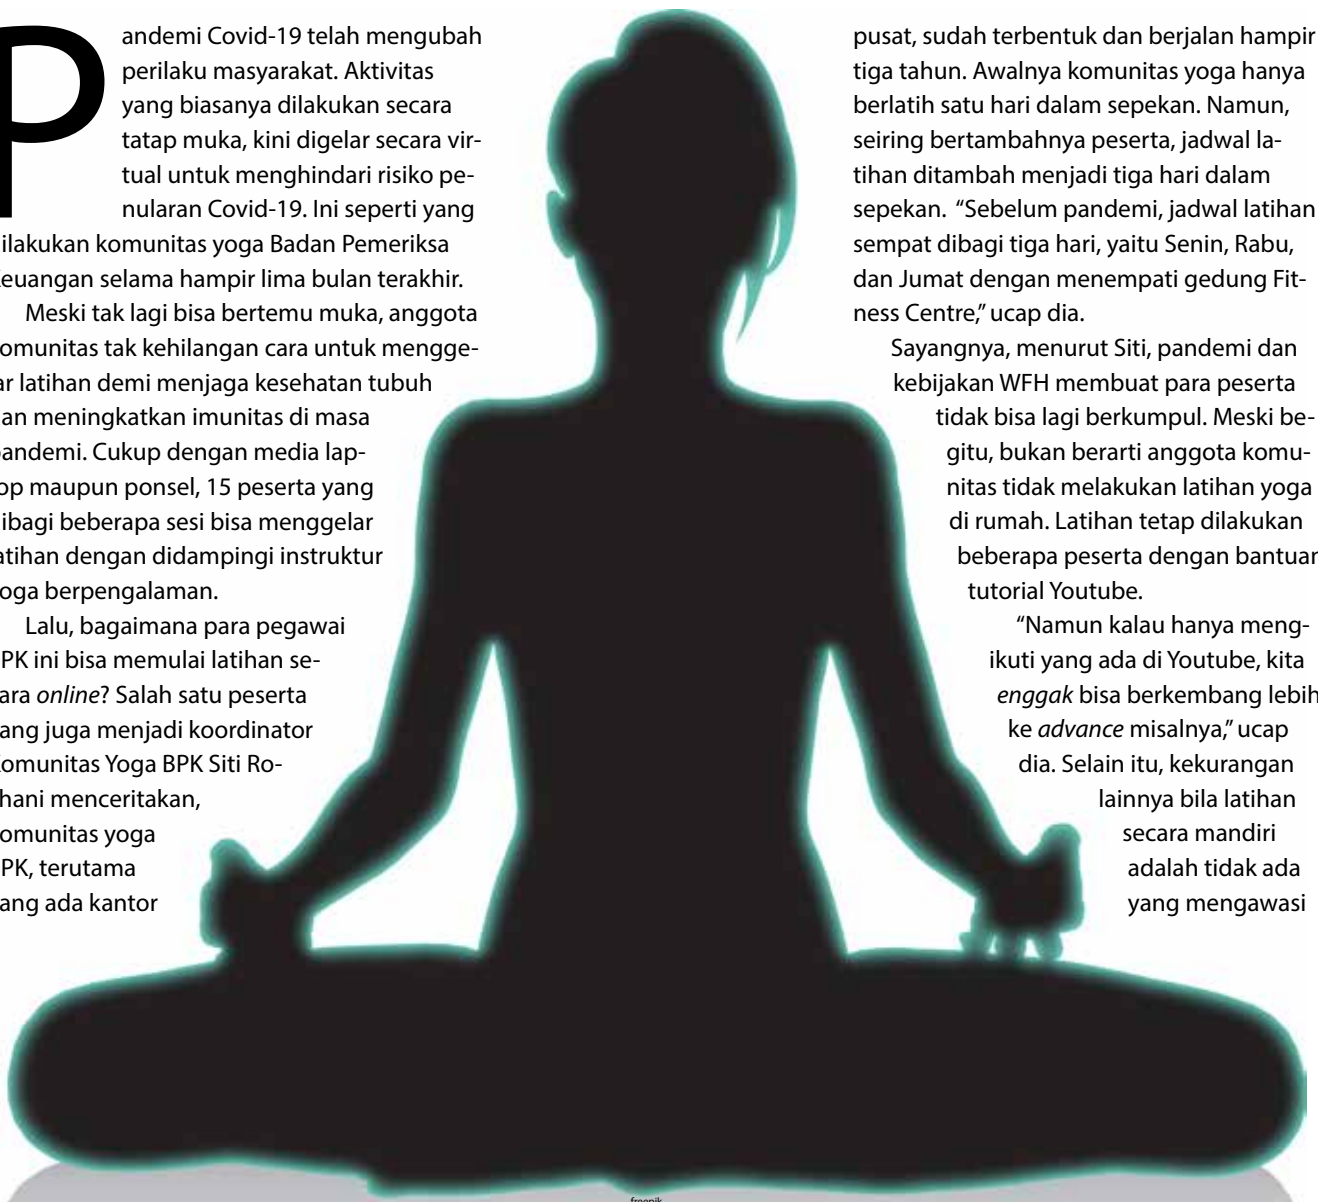 Pandemi Covid-19 telah mengubah
perilaku masyarakat. Aktivitas
yang biasanya dilakukan secara
tatap muka, kini digelar secara vir-
tual untuk menghindari risiko pe-
nularan Covid-19. Ini seperti yang
ilakukan komunitas yoga Badan Pemeriksa
euangan selama hampir lima bulan terakhir.
Meski tak lagi bisa bertemu muka, anggota
omunitas tak kehilangan cara untuk mengge-
ar latihan demi menjaga kesehatan tubuh
an meningkatkan imunitas di masa
andemi. Cukup dengan media lap-
op maupun ponsel, 15 peserta yang
ibagi beberapa sesi bisa menggelar
atihan dengan didampingi instruktur
oga berpengalaman.
Lalu, bagaimana para pegawai
PK ini bisa memulai latihan se-
ara online? Salah satu peserta
ang juga menjadi koordinator
omunitas Yoga BPK Siti Ro-
hani menceritakan,
omunitas yoga
PK, terutama
ang ada kantor
pusat, sudah terbentuk dan berjalan hampir
tiga tahun. Awalnya komunitas yoga hanya
berlatih satu hari dalam sepekan. Namun,
seiring bertambahnya peserta, jadwal la-
tihan ditambah menjadi tiga hari dalam
sepekan. “Sebelum pandemi, jadwal latihan
sempat dibagi tiga hari, yaitu Senin, Rabu,
dan Jumat dengan menempati gedung Fit-
ness Centre,” ucap dia.
Sayangnya, menurut Siti, pandemi dan
kebijakan WFH membuat para peserta
tidak bisa lagi berkumpul. Meski be-
gitu, bukan berarti anggota komu-
nitas tidak melakukan latihan yoga
di rumah. Latihan tetap dilakukan
beberapa peserta dengan bantuan
tutorial Youtube.
“Namun kalau hanya meng-
ikuti yang ada di Youtube, kita
enggak bisa berkembang lebih
ke advance misalnya,” ucap
dia. Selain itu, kekurangan
lainnya bila latihan
secara mandiri
adalah tidak ada
yang mengawasi
freepik